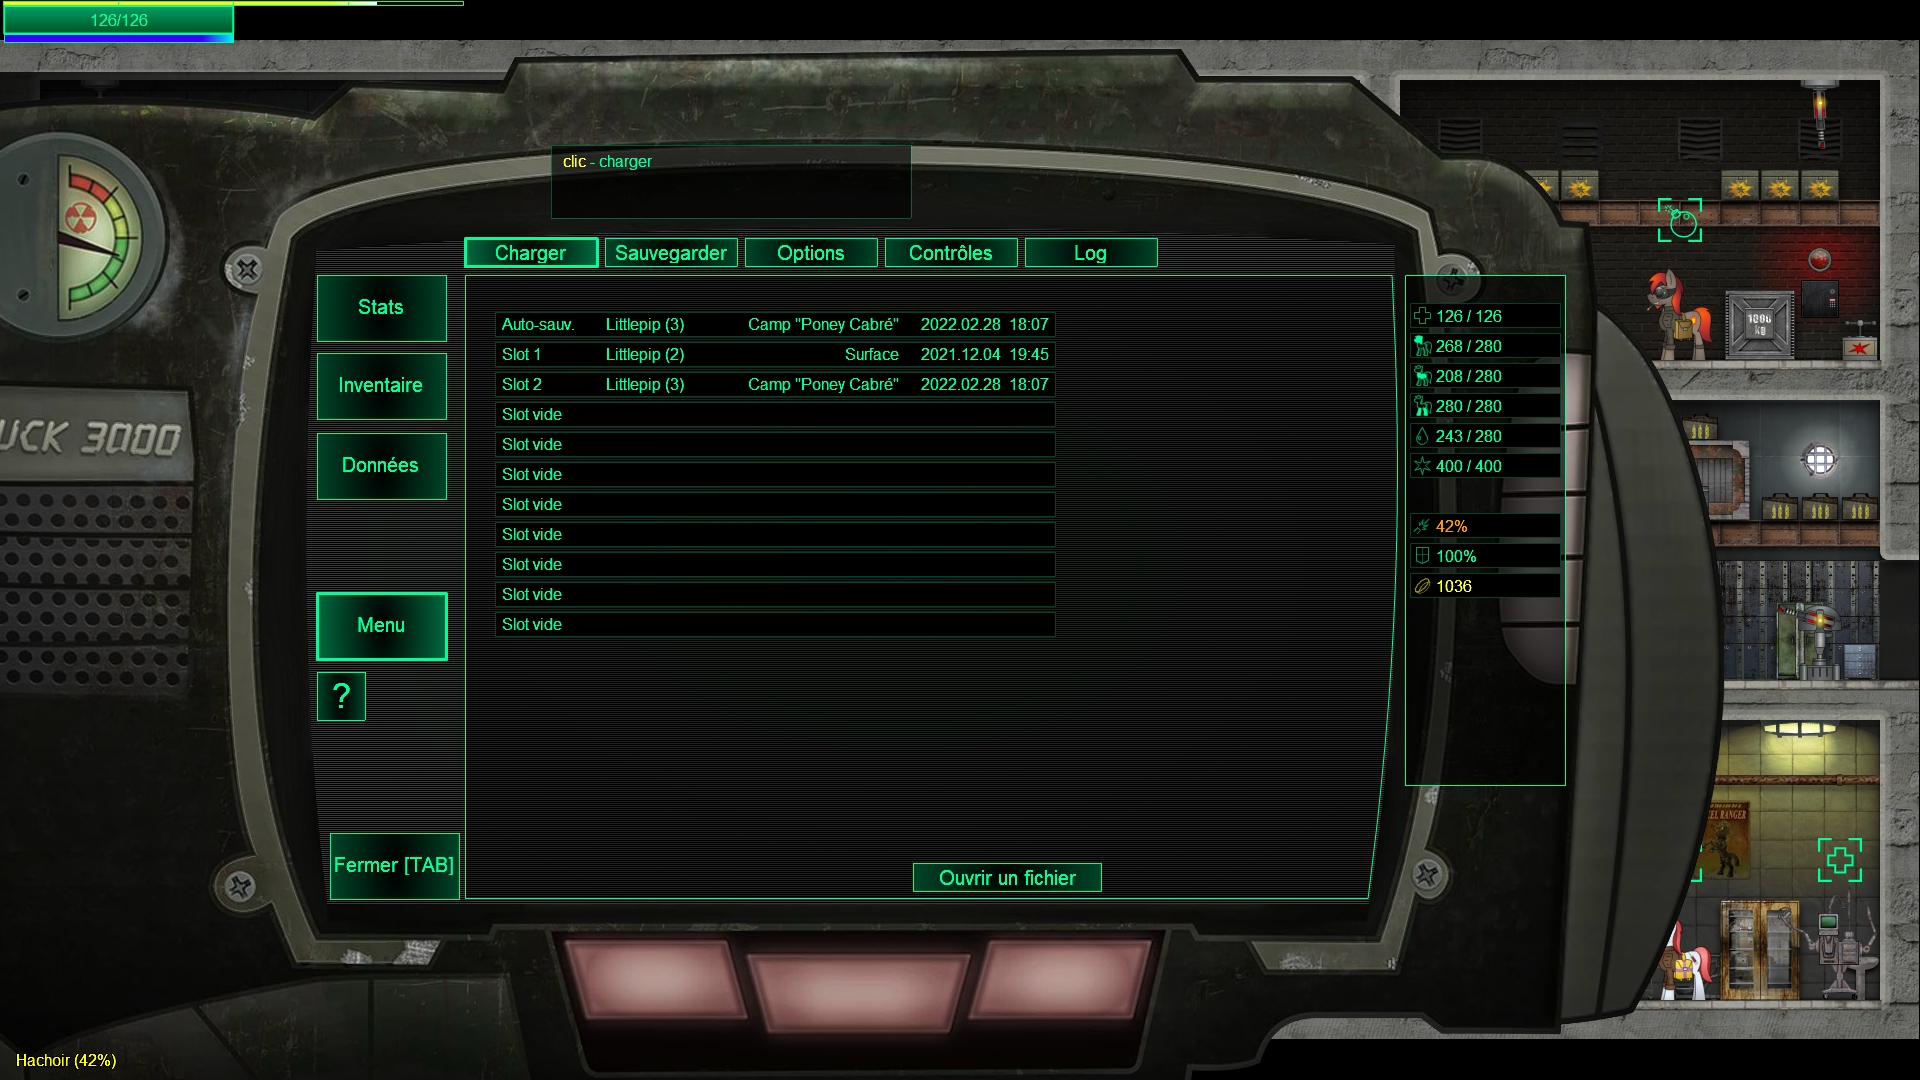 126/126
clic - charger
Charger
Sauvegarder
Options
Contrôles
Log
Stats
Inventaire
Données
Menu
?
Fermer [TAB]
Auto-sauv. Littlepip (3) Camp "Poney Cabré" 2022.02.28 18:07
Slot 1 Littlepip (2) Surface 2021.12.04 19:45
Slot 2 Littlepip (3) Camp "Poney Cabré" 2022.02.28 18:07
Slot vide
Slot vide
Slot vide
Slot vide
Slot vide
Slot vide
Slot vide
Slot vide
Ouvrir un fichier
126 / 126
268 / 280
208 / 280
280 / 280
243 / 280
400 / 400
42%
100%
1036
UCK 3000
1000
kg
RANGER
Hachoir (42%)